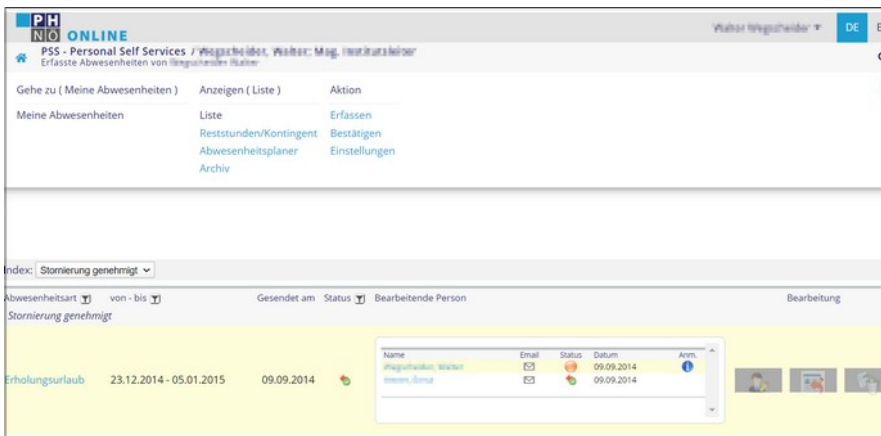 PH
NÖ ONLINE
DE
PSS - Personal Self Services /
Erfasste Abwesenheiten von
Gehe zu ( Meine Abwesenheiten ) Anzeigen ( Liste ) Aktion
Meine Abwesenheiten Liste Erfassen
Reststunden/Kontingent Bestätigen
Abwesenheitsplaner Einstellungen
Archiv
Index: Stornierung genehmigt
Abwesenheitsart von - bis Gesendet am Status Bearbeitende Person Bearbeitung
Stornierung genehmigt
Name Email Status Datum Anm.
09.09.2014
Erholungsurlaub 23.12.2014 - 05.01.2015 09.09.2014
09.09.2014